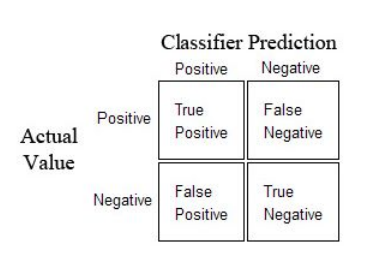 Classifier Prediction
Positive Negative
Positive
True Positive
False Negative
Actual Value
Negative
False Positive
True Negative